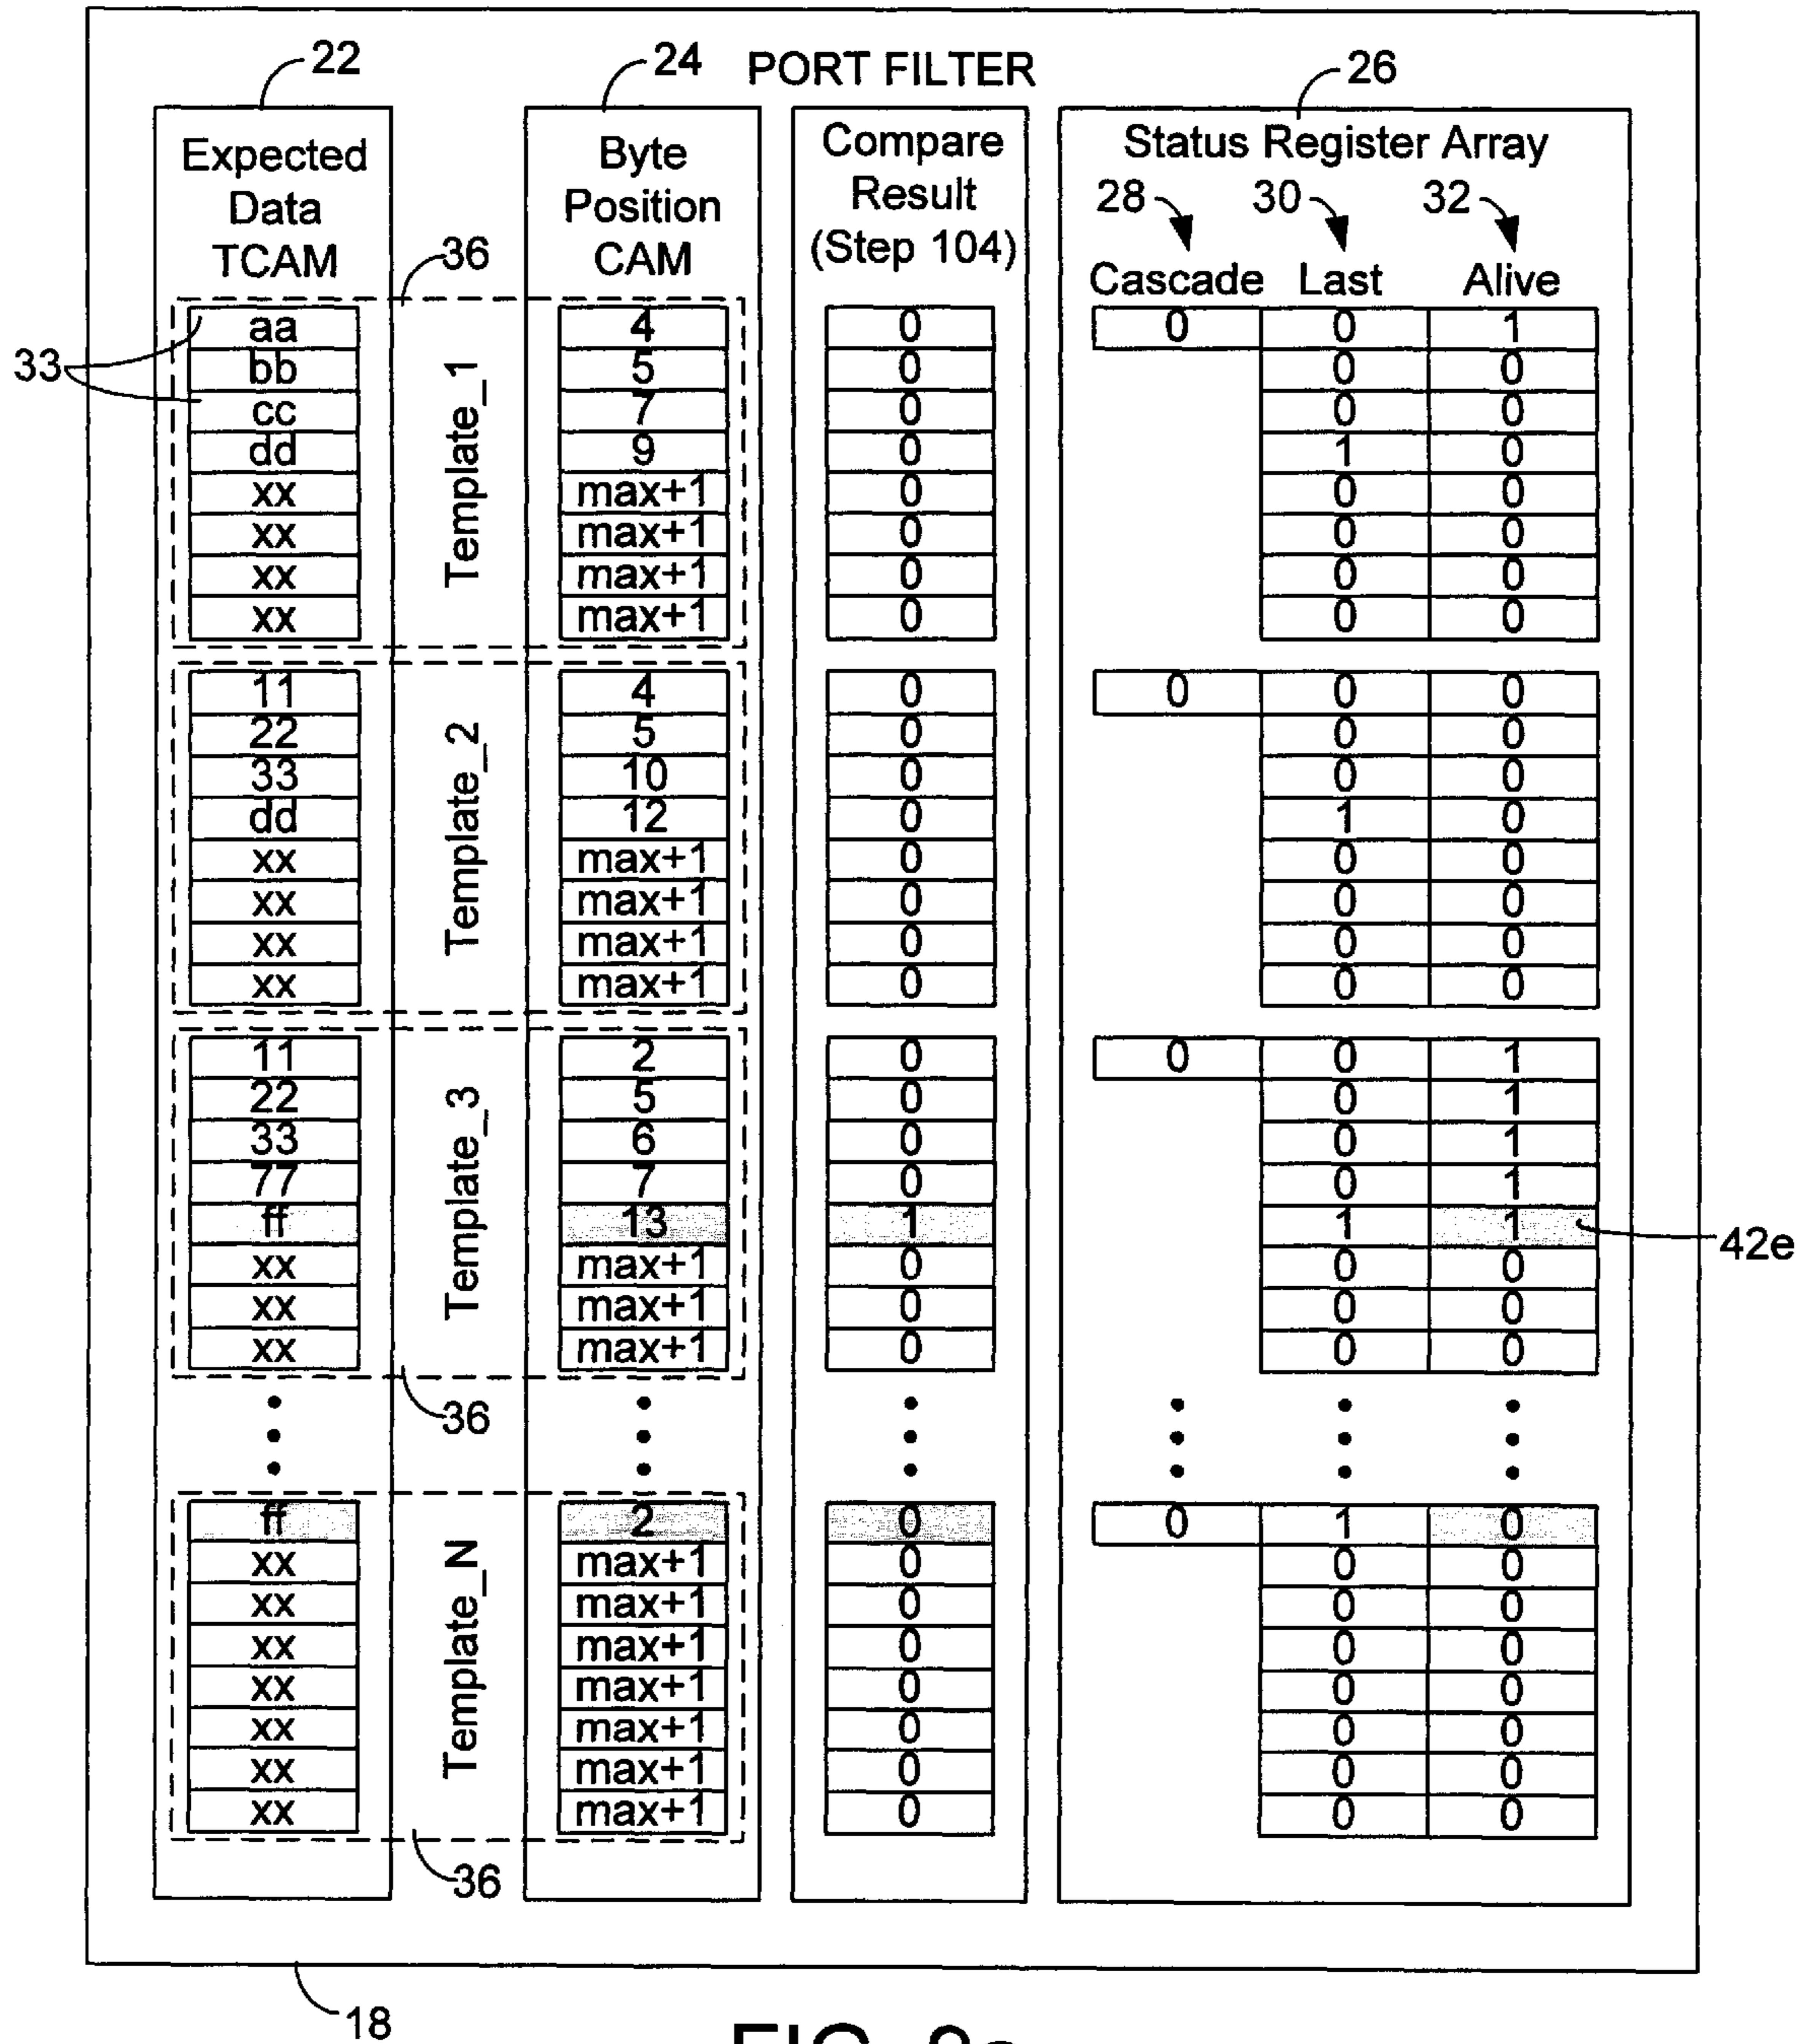 PORT FILTER
22
24
26
Expected Data TCAM
Byte Position CAM
Compare Result (Step 104)
Status Register Array
28 30 32
Cascade Last Alive
36
33
Template_1
aa 4 0 0 0 1
bb 5 0 0 0
cc 7 0 0 0
dd 9 0 1 0
xx max+1 0 0 0
xx max+1 0 0 0
xx max+1 0 0 0
xx max+1 0 0 0
Template_2
11 4 0 0 0 0
22 5 0 0 0
33 10 0 0 0
dd 12 0 1 0
xx max+1 0 0 0
xx max+1 0 0 0
xx max+1 0 0 0
xx max+1 0 0 0
Template_3
11 2 0 0 0 1
22 5 0 0 1
33 6 0 0 1
77 7 0 0 1
ff 13 1 1 1
42e
xx max+1 0 0 0
xx max+1 0 0 0
xx max+1 0 0 0
36
Template_N
ff 2 0 0 1 0
xx max+1 0 0 0
xx max+1 0 0 0
xx max+1 0 0 0
xx max+1 0 0 0
xx max+1 0 0 0
xx max+1 0 0 0
xx max+1 0 0 0
36
18